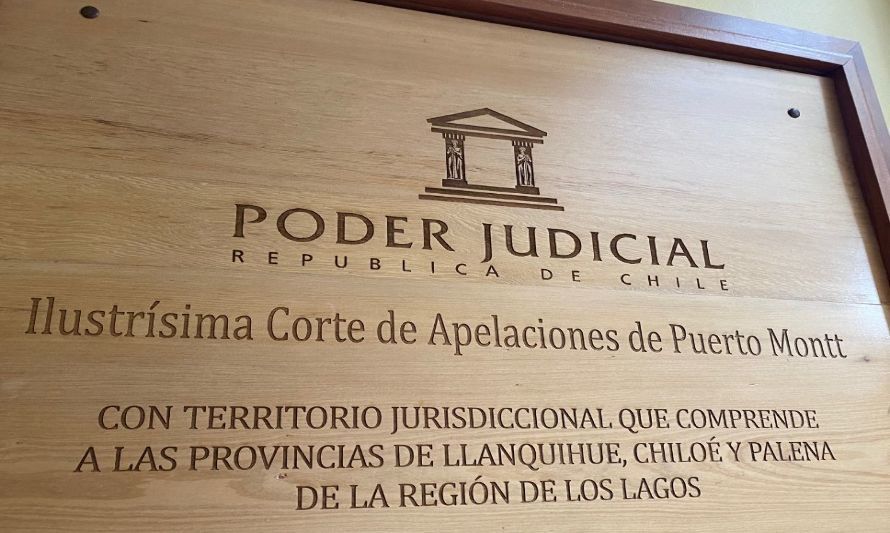 PODER JUDICIAL
REPUBLICA DE CHILE
Ilustrísima Corte de Apelaciones de Puerto Montt
CON TERRITORIO JURISDICCIONAL QUE COMPRENDE
A LAS PROVINCIAS DE LLANQUIHUE, CHILOÉ Y PALENA
DE LA REGIÓN DE LOS LAGOS